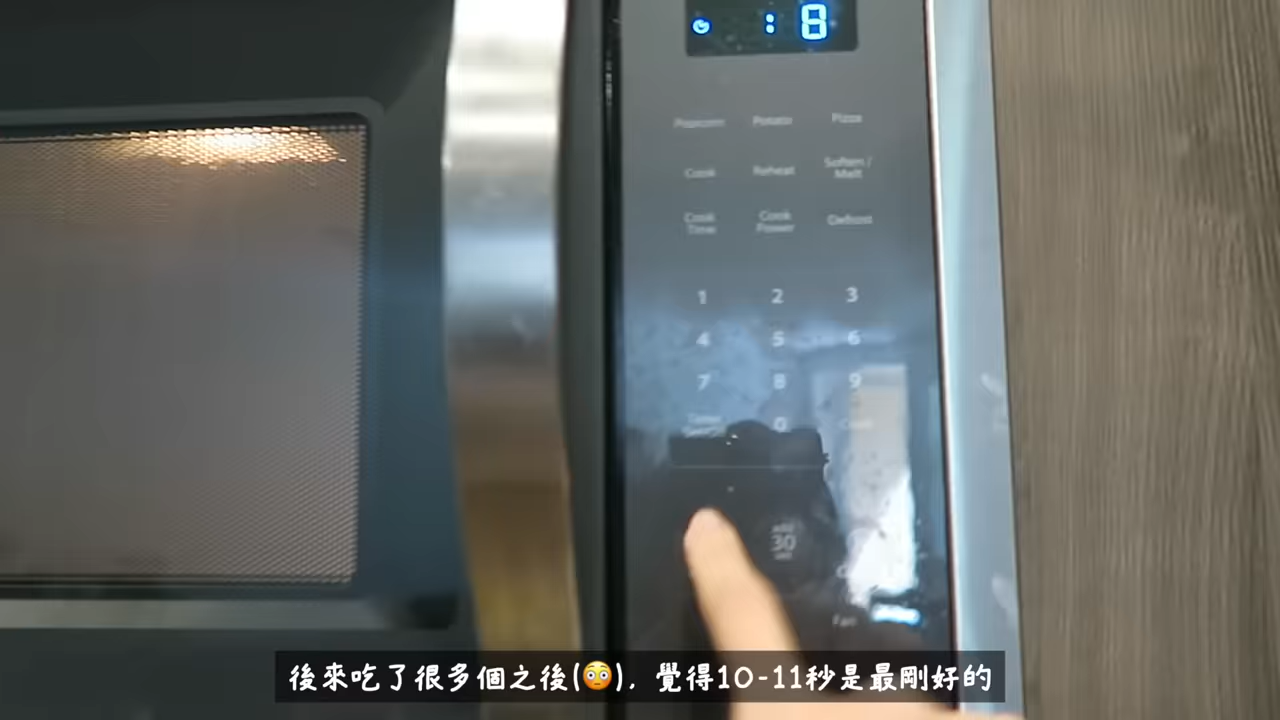 : 8
Popcorn Potato Pizza
Cook Reheat Soften / Melt
Cook Time Cook Power Defrost
1 2 3
4 5 6
7 8 9
0
30
Fan
後來吃了很多個之後(😳), 覺得10-11秒是最剛好的